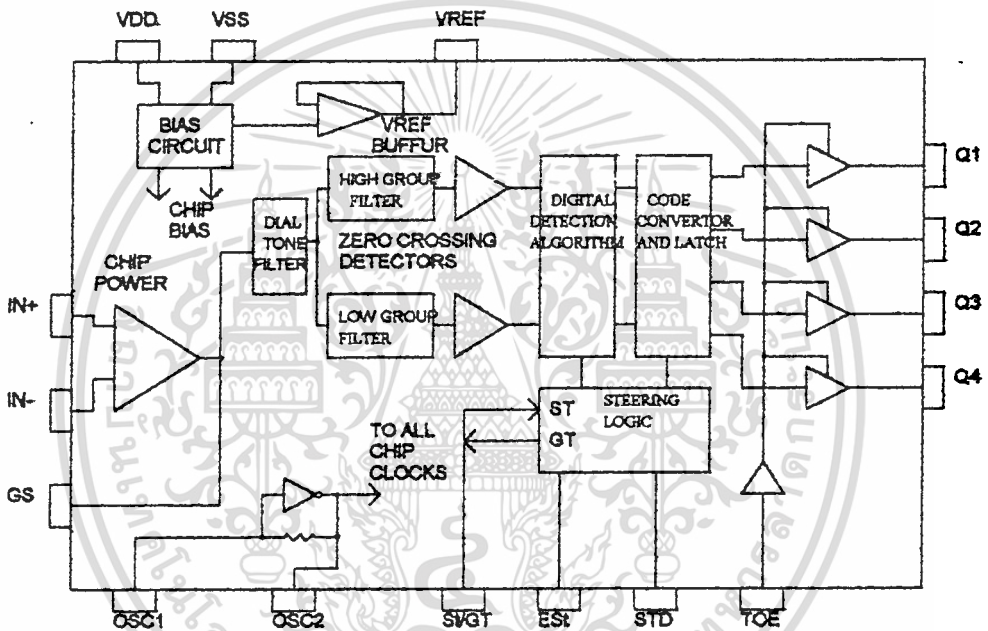 VDD.
VSS
VREF
BIAS
CIRCUIT
VREF
BUFFUR
CHIP
BIAS
HIGH GROUP
FILTER
DIAL
TONE
FILTER
ZERO CROSSING
DETECTORS
LOW GROUP
FILTER
DIGITAL
DETECTION
ALGORITHM
CODE
CONVERTOR
AND LATCH
Q1
Q2
Q3
Q4
CHIP
POWER
IN+
IN-
GS
ST
GT
STEERING
LOGIC
TO ALL
CHIP
CLOCKS
OSC1
OSC2
St/GT
ESt
STD
TOE